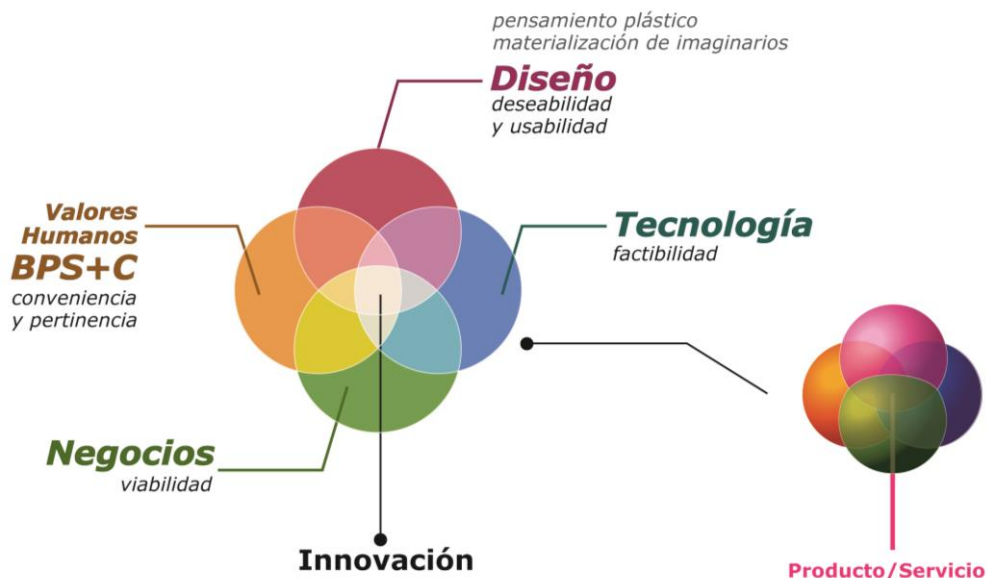 pensamiento plástico
materialización de imaginarios
Diseño
deseabilidad
y usabilidad
Valores
Humanos
BPS+C
conveniencia
y pertinencia
Tecnología
factibilidad
Negocios
viabilidad
Innovación
Producto/Servicio